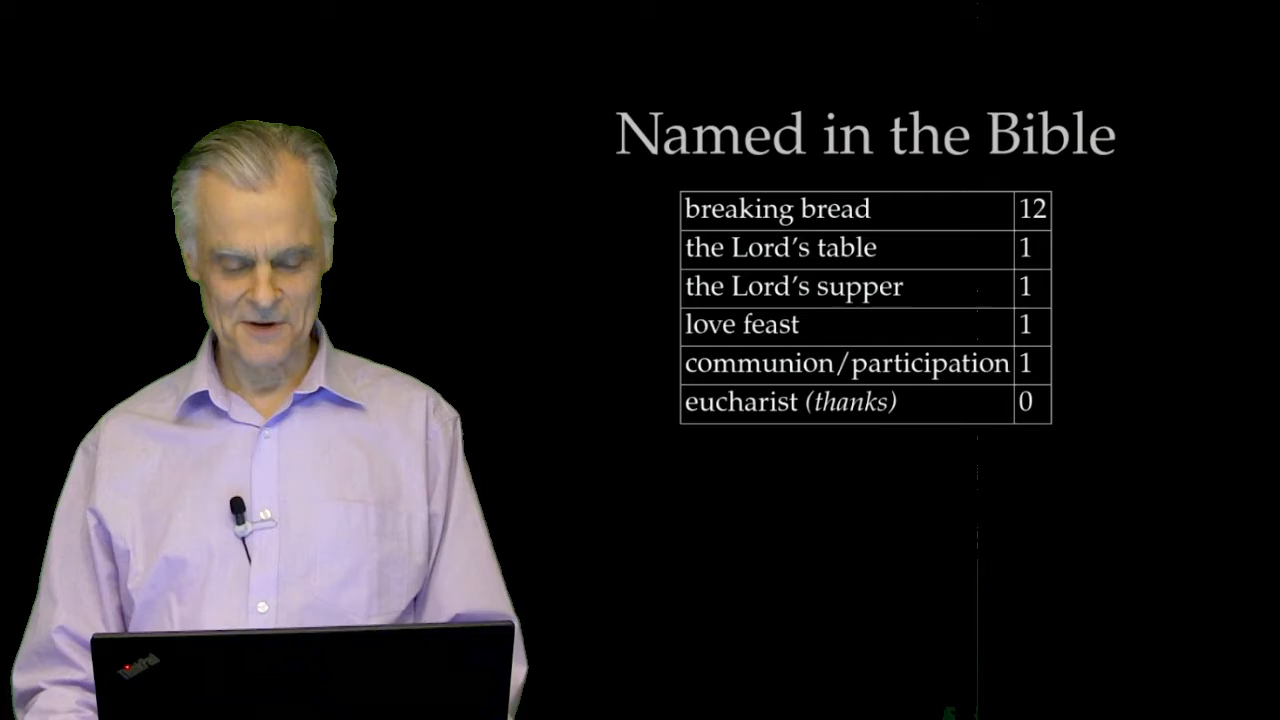 Named in the Bible
breaking bread 12
the Lord's table 1
the Lord's supper 1
love feast 1
communion/participation 1
eucharist (thanks) 0
ThinkPad